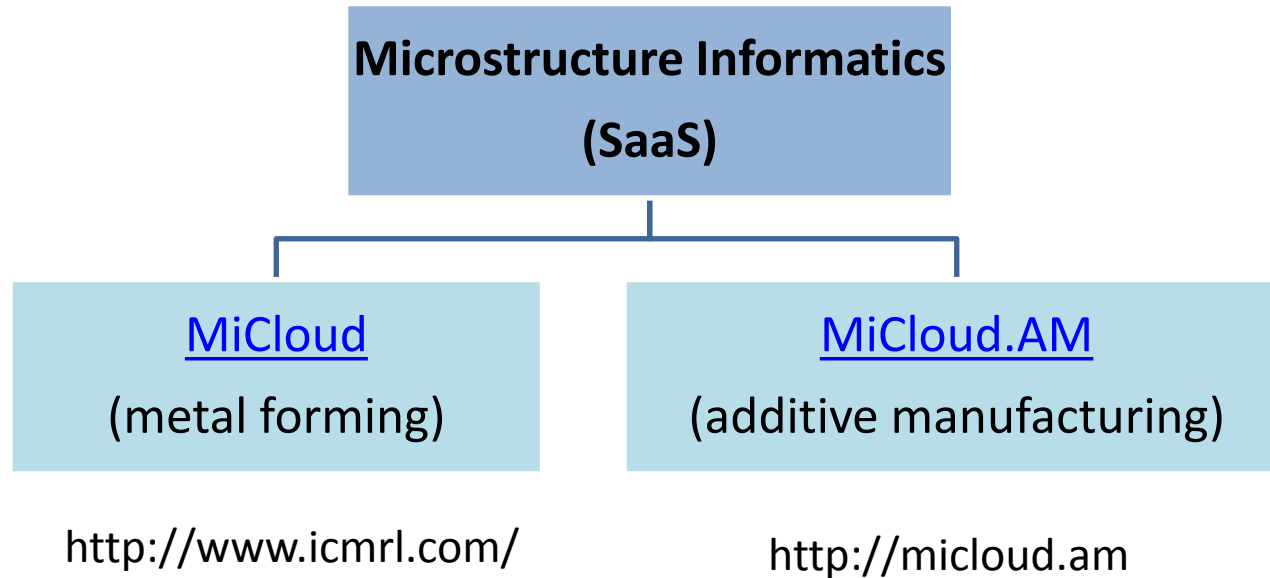 Microstructure Informatics
(SaaS)
MiCloud
(metal forming)
MiCloud.AM
(additive manufacturing)
http://www.icmrl.com/
http://micloud.am